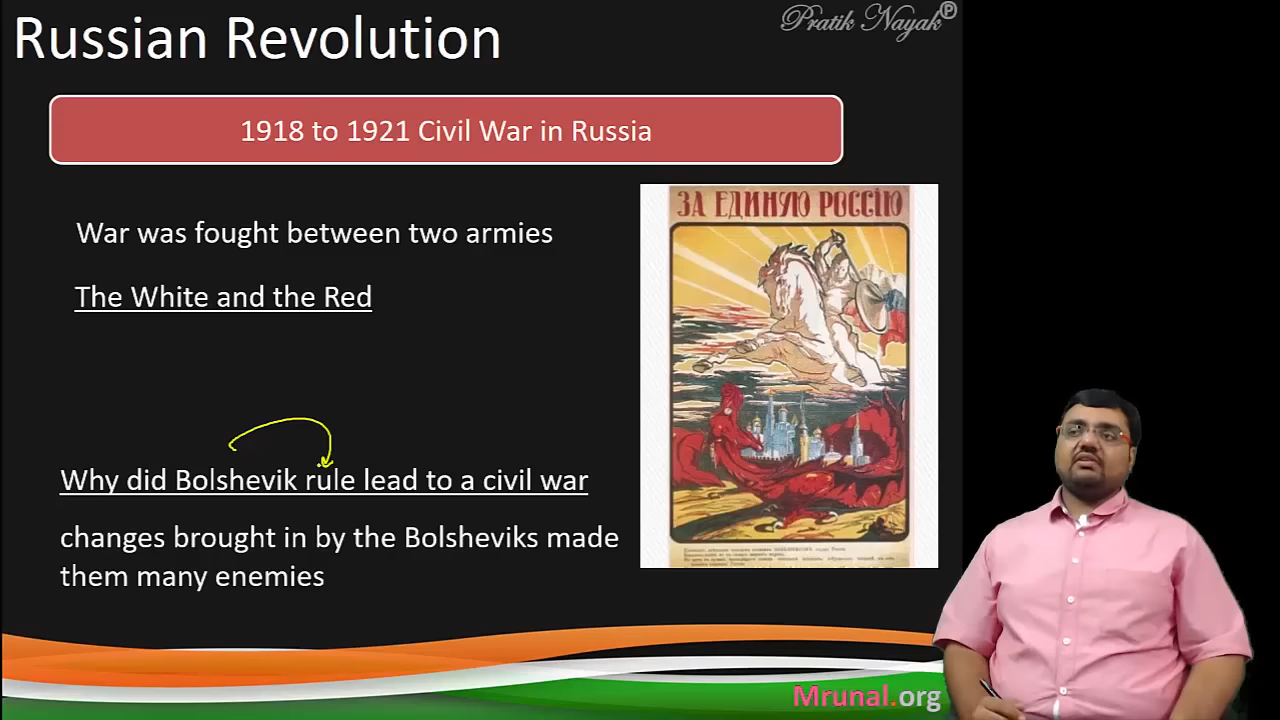 Russian Revolution
Pratik Nayak®
1918 to 1921 Civil War in Russia
War was fought between two armies
The White and the Red
ЗА ЕДИНУЮ РОССІЮ
Why did Bolshevik rule lead to a civil war
changes brought in by the Bolsheviks made
them many enemies
Mrunal.org